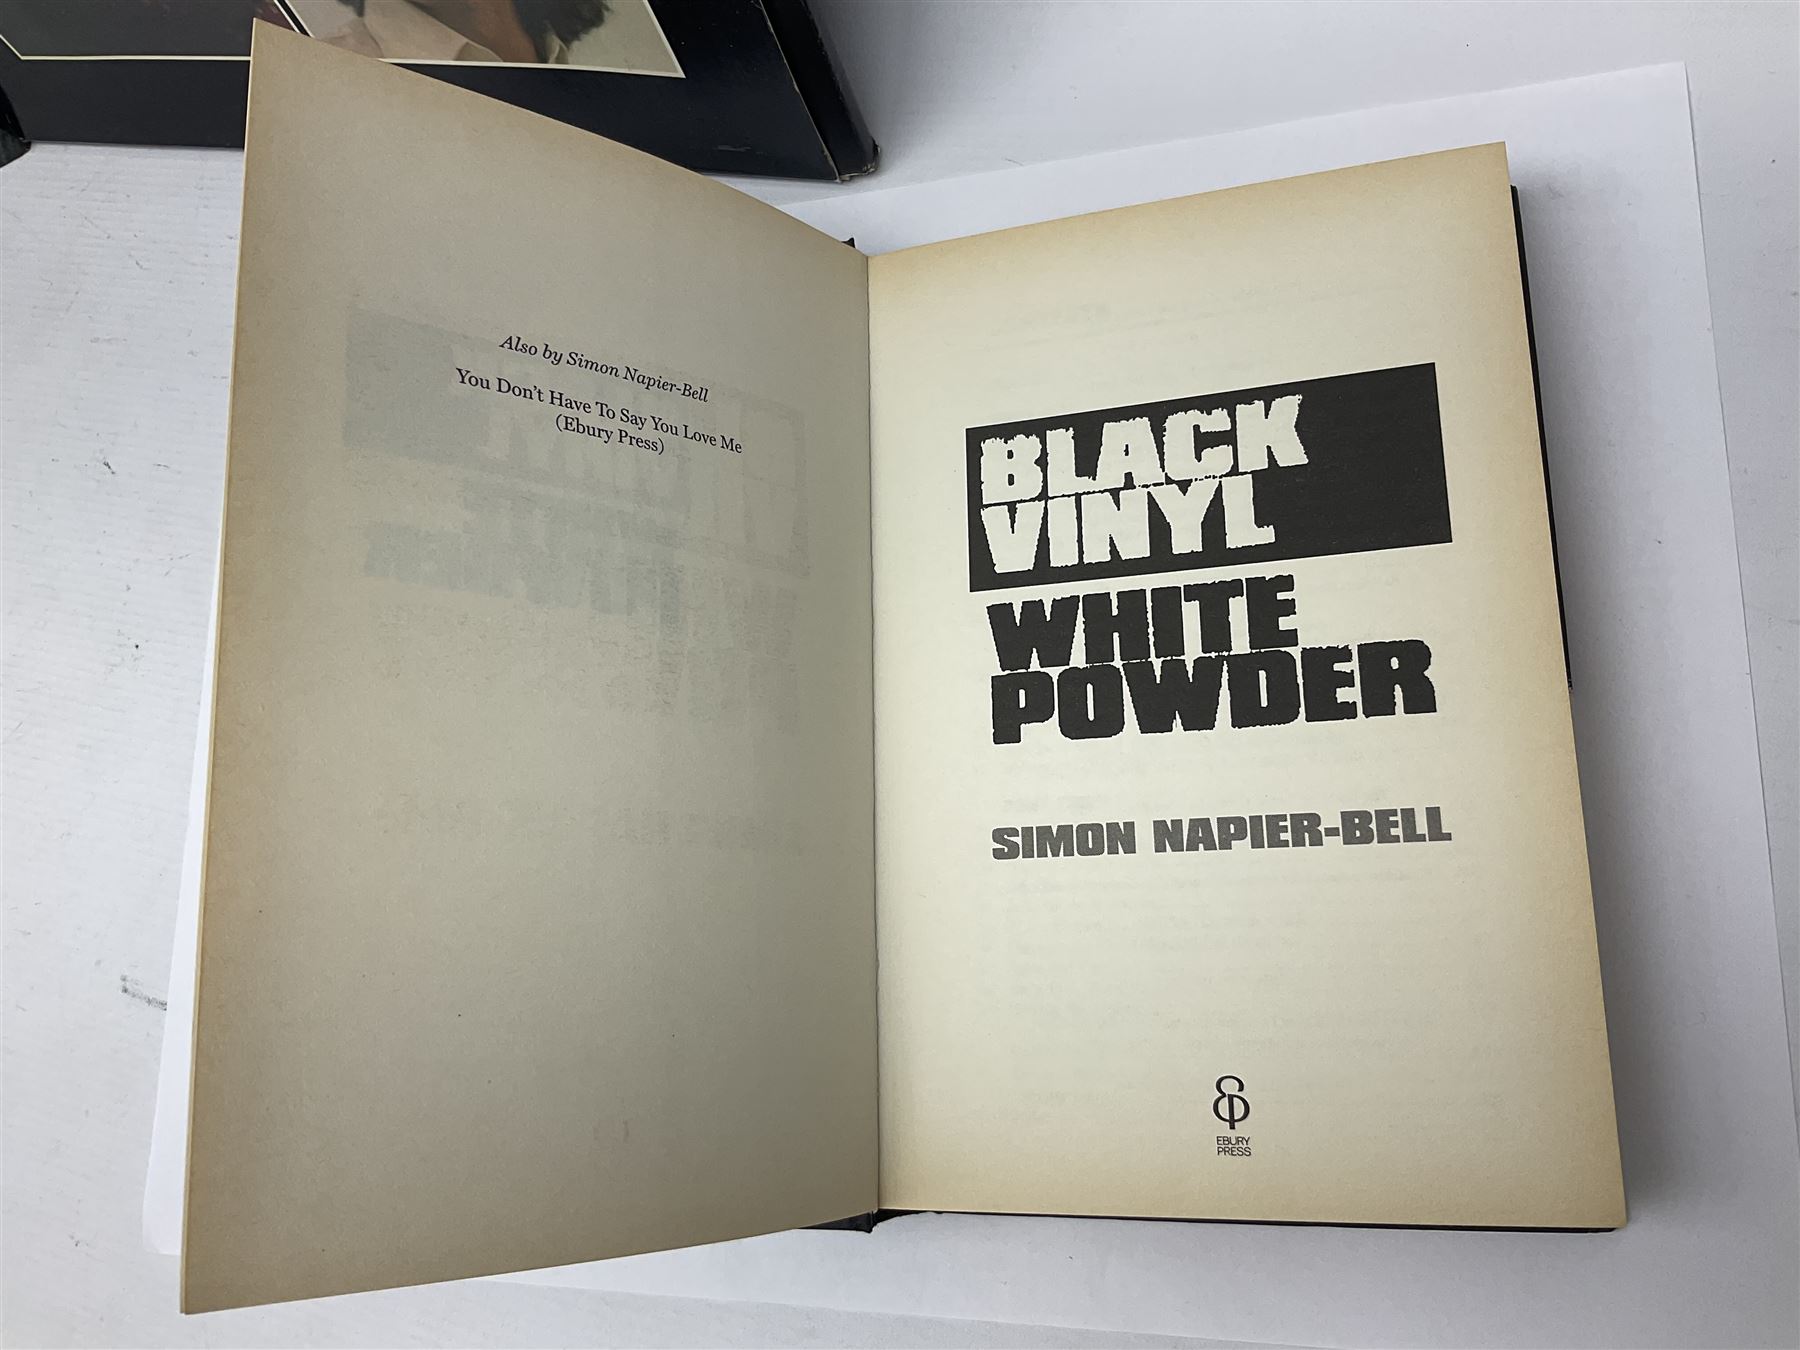 Also by Simon Napier-Bell
You Don't Have To Say You Love Me
(Ebury Press)
BLACK
VINYL
WHITE
POWDER
SIMON NAPIER-BELL
EBURY
PRESS